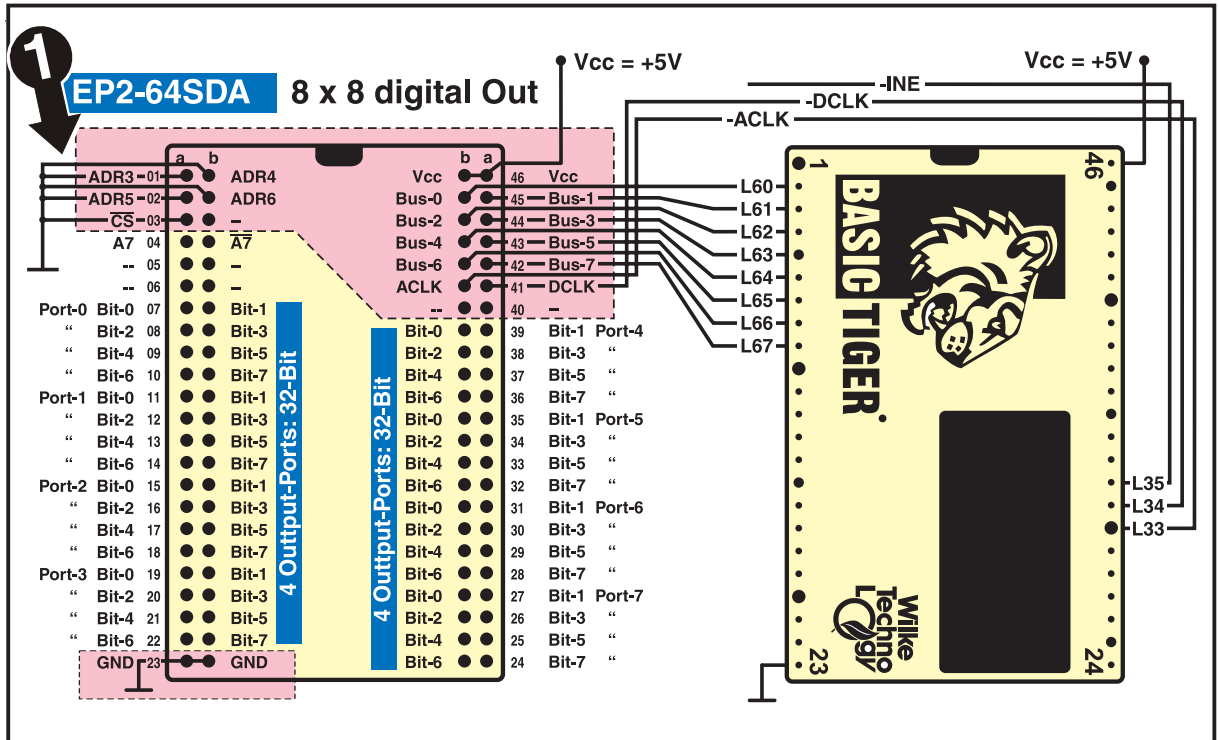 1
EP2-64SDA 8 x 8 digital Out
Vcc = +5V
Vcc = +5V
-INE
-DCLK
-ACLK
a b b a
ADR3 01 ADR4 Vcc 46 Vcc
ADR5 02 ADR6 Bus-0 45 Bus-1
CS 03 – Bus-2 44 Bus-3
A7 04 A7 Bus-4 43 Bus-5
-- 05 – Bus-6 42 Bus-7
-- 06 – ACLK 41 DCLK
Port-0 Bit-0 07 Bit-1 -- 40 –
“ Bit-2 08 Bit-3 Bit-0 39 Bit-1 Port-4
“ Bit-4 09 Bit-5 Bit-2 38 Bit-3 “
“ Bit-6 10 Bit-7 Bit-4 37 Bit-5 “
Port-1 Bit-0 11 Bit-1 Bit-6 36 Bit-7 “
“ Bit-2 12 Bit-3 Bit-0 35 Bit-1 Port-5
“ Bit-4 13 Bit-5 Bit-2 34 Bit-3 “
“ Bit-6 14 Bit-7 Bit-4 33 Bit-5 “
Port-2 Bit-0 15 Bit-1 Bit-6 32 Bit-7 “
“ Bit-2 16 Bit-3 Bit-0 31 Bit-1 Port-6
“ Bit-4 17 Bit-5 Bit-2 30 Bit-3 “
“ Bit-6 18 Bit-7 Bit-4 29 Bit-5 “
Port-3 Bit-0 19 Bit-1 Bit-6 28 Bit-7 “
“ Bit-2 20 Bit-3 Bit-0 27 Bit-1 Port-7
“ Bit-4 21 Bit-5 Bit-2 26 Bit-3 “
“ Bit-6 22 Bit-7 Bit-4 25 Bit-5 “
GND 23 GND Bit-6 24 Bit-7 “
4 Outtput-Ports: 32-Bit
4 Outtput-Ports: 32-Bit
L60
L61
L62
L63
L64
L65
L66
L67
1
46
BASIC TIGER
L35
L34
L33
Wilke
Techno
Logy
23
24